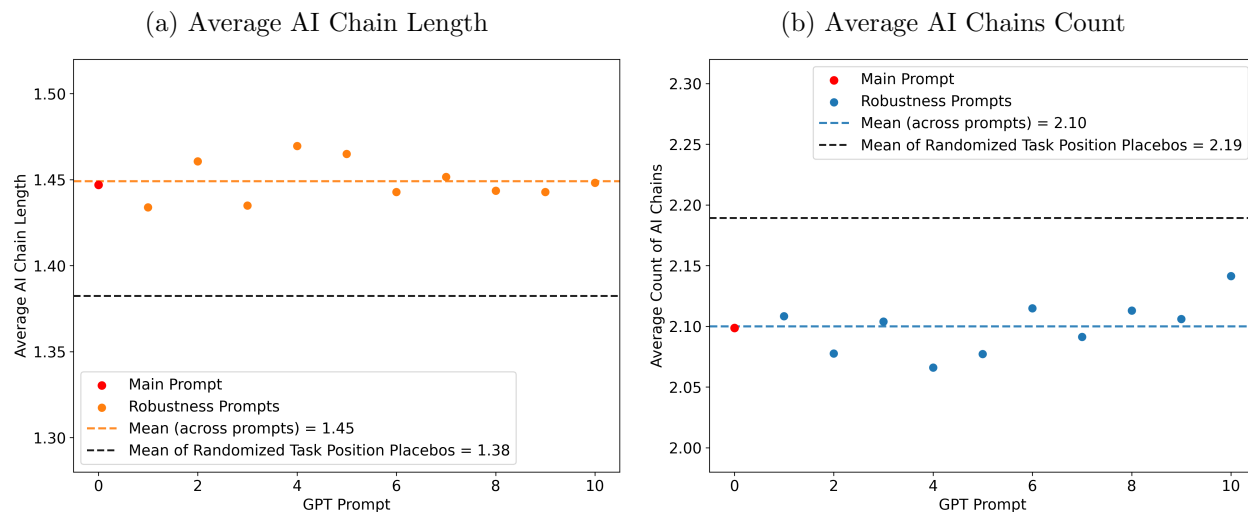 (a) Average AI Chain Length
1.50
1.45
1.40
1.35
1.30
Average AI Chain Length
Main Prompt
Robustness Prompts
Mean (across prompts) = 1.45
Mean of Randomized Task Position Placebos = 1.38
0 2 4 6 8 10
GPT Prompt
(b) Average AI Chains Count
2.30
2.25
2.20
2.15
2.10
2.05
2.00
Average Count of AI Chains
Main Prompt
Robustness Prompts
Mean (across prompts) = 2.10
Mean of Randomized Task Position Placebos = 2.19
0 2 4 6 8 10
GPT Prompt